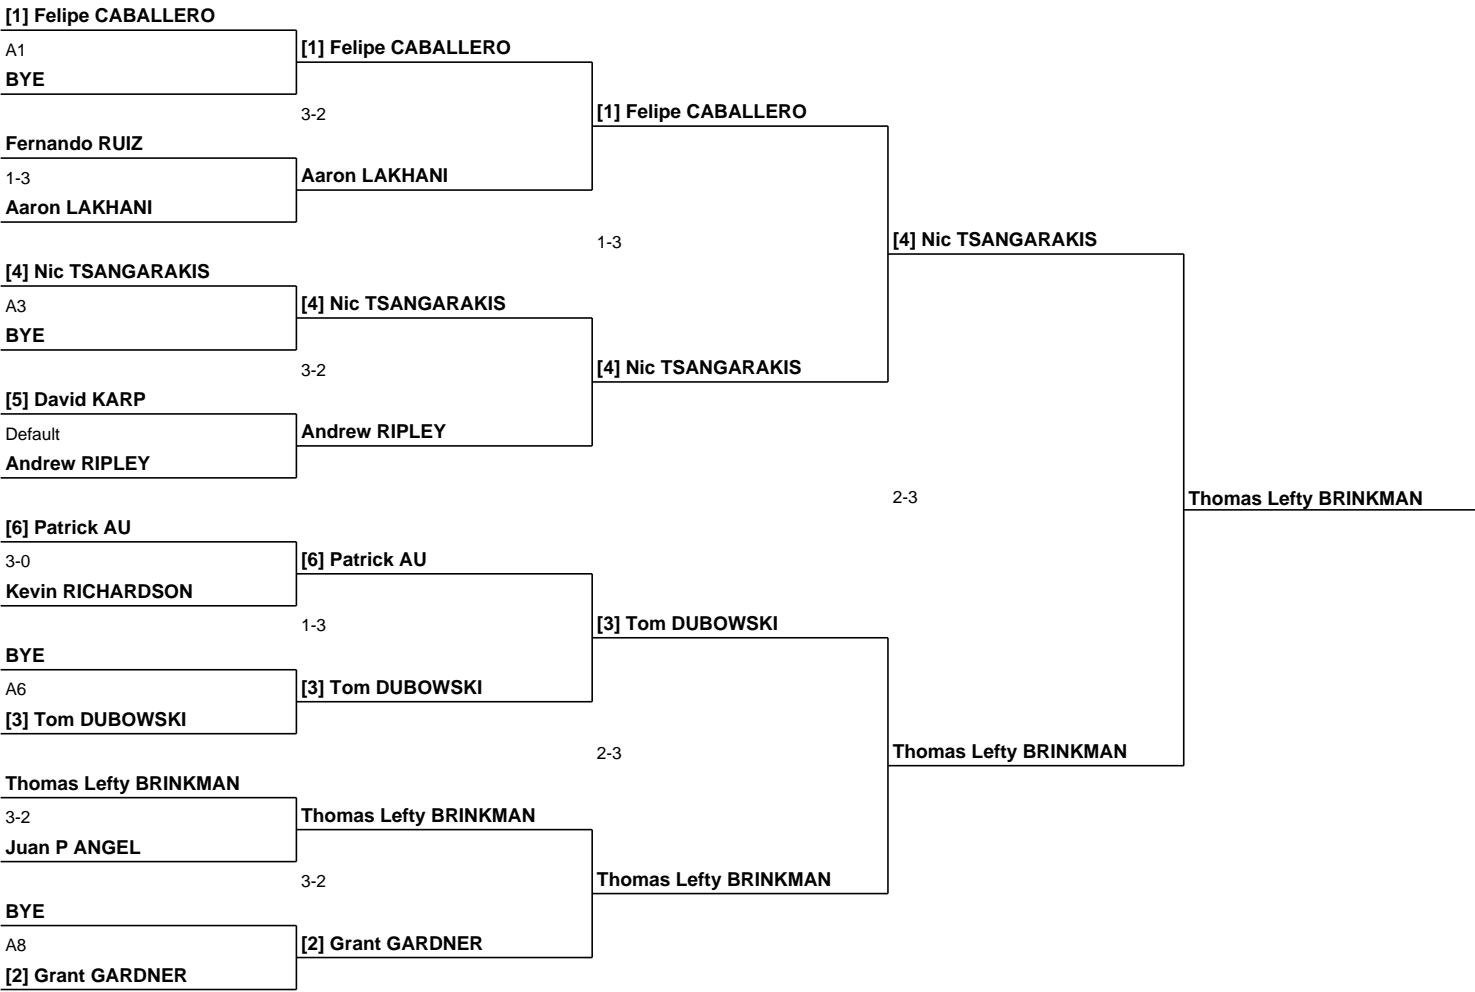 [1] Felipe CABALLERO
A1
BYE
[1] Felipe CABALLERO
3-2
Fernando RUIZ
1-3
Aaron LAKHANI
Aaron LAKHANI
[1] Felipe CABALLERO
1-3
[4] Nic TSANGARAKIS
A3
BYE
[4] Nic TSANGARAKIS
3-2
[5] David KARP
Default
Andrew RIPLEY
Andrew RIPLEY
[4] Nic TSANGARAKIS
[4] Nic TSANGARAKIS
2-3
[6] Patrick AU
3-0
Kevin RICHARDSON
[6] Patrick AU
1-3
BYE
A6
[3] Tom DUBOWSKI
[3] Tom DUBOWSKI
[3] Tom DUBOWSKI
2-3
Thomas Lefty BRINKMAN
3-2
Juan P ANGEL
Thomas Lefty BRINKMAN
3-2
BYE
A8
[2] Grant GARDNER
[2] Grant GARDNER
Thomas Lefty BRINKMAN
Thomas Lefty BRINKMAN
Thomas Lefty BRINKMAN